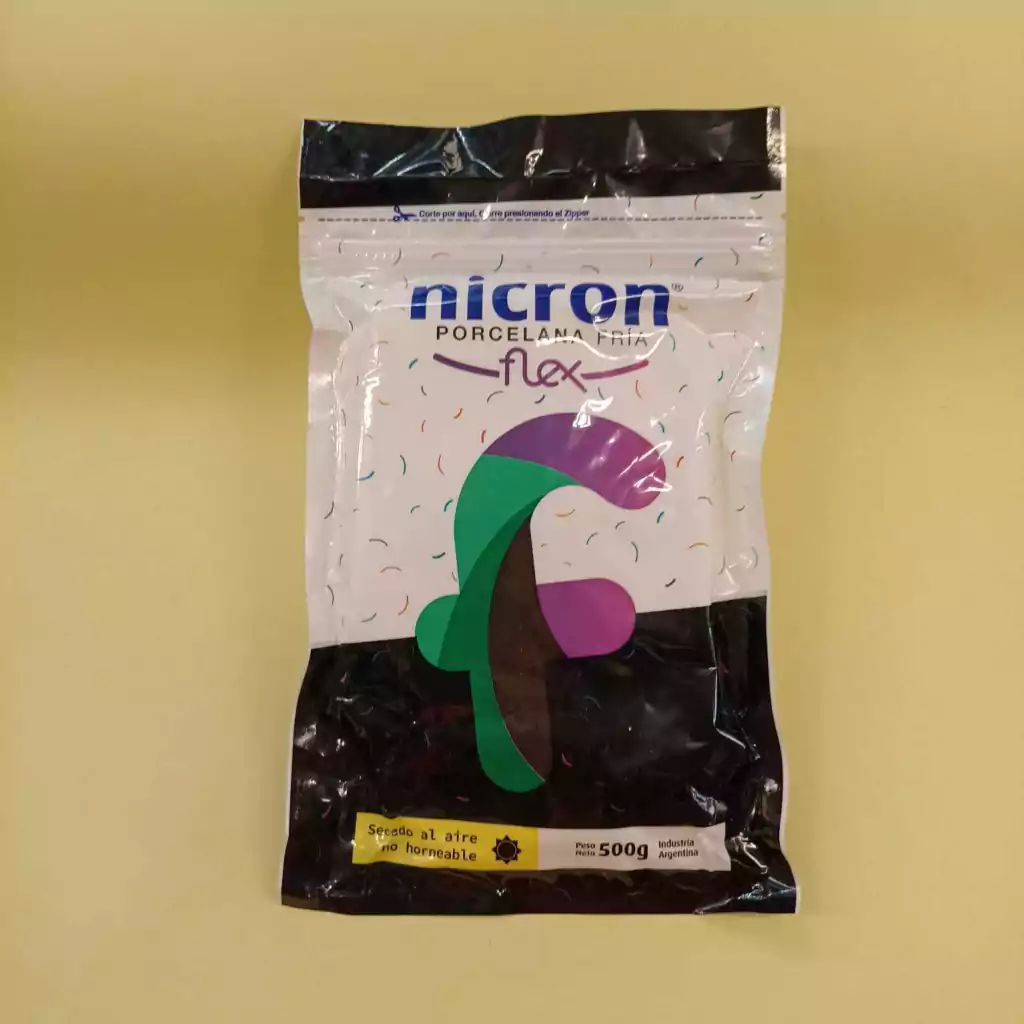 Corte por aquí, Cierre presionando el Zipper
nicron®
PORCELANA FRÍA
flex
Secado al aire
no horneable
Peso
Neto 500g
Industria
Argentina